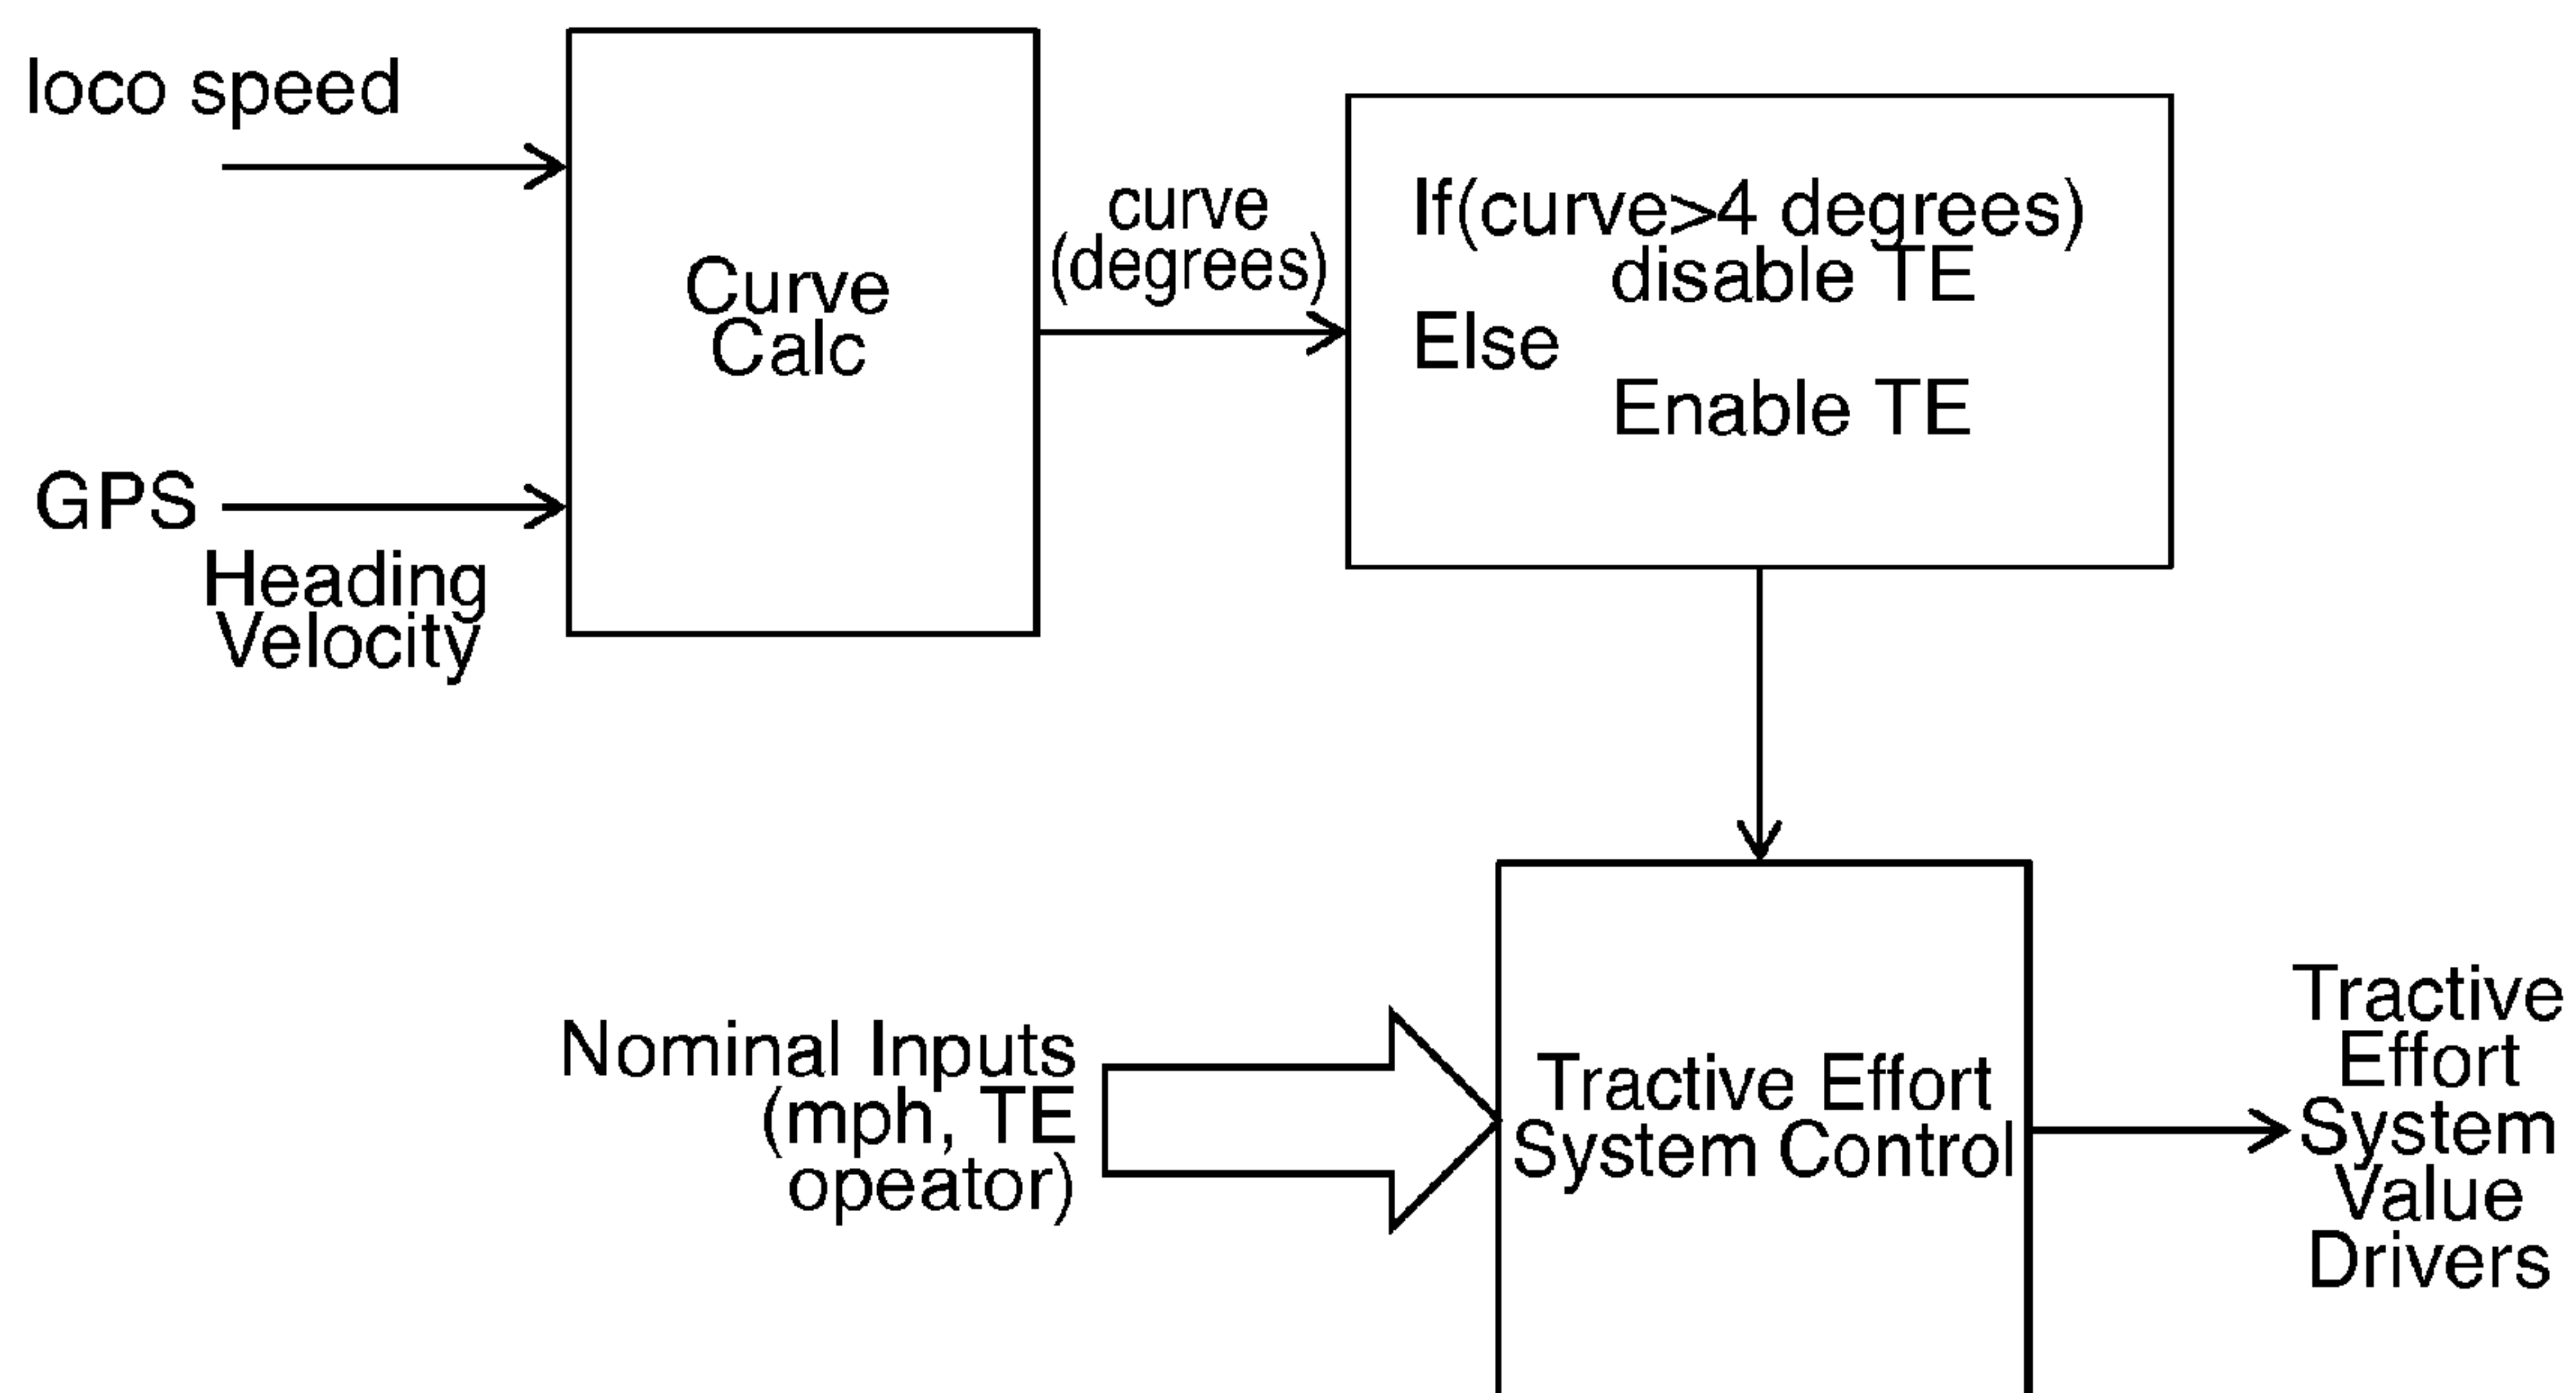 loco speed
GPS
Heading
Velocity
Curve
Calc
curve
(degrees)
If(curve>4 degrees)
disable TE
Else
Enable TE
Nominal Inputs
(mph, TE
opeator)
Tractive Effort
System Control
Tractive
Effort
System
Value
Drivers